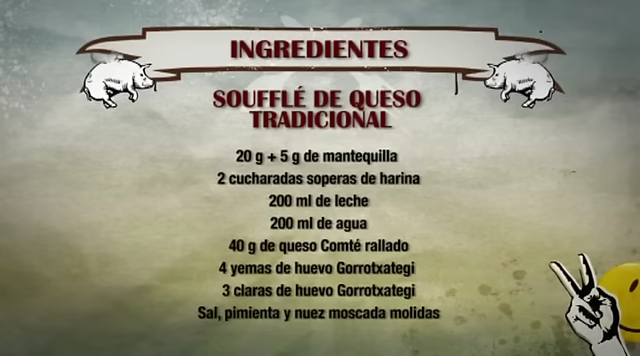 INGREDIENTES
SOUFFLÉ DE QUESO
TRADICIONAL
20 g + 5 g de mantequilla
2 cucharadas soperas de harina
200 ml de leche
200 ml de agua
40 g de queso Comté rallado
4 yemas de huevo Gorrotxategi
3 claras de huevo Gorrotxategi
Sal, pimienta y nuez moscada molidas